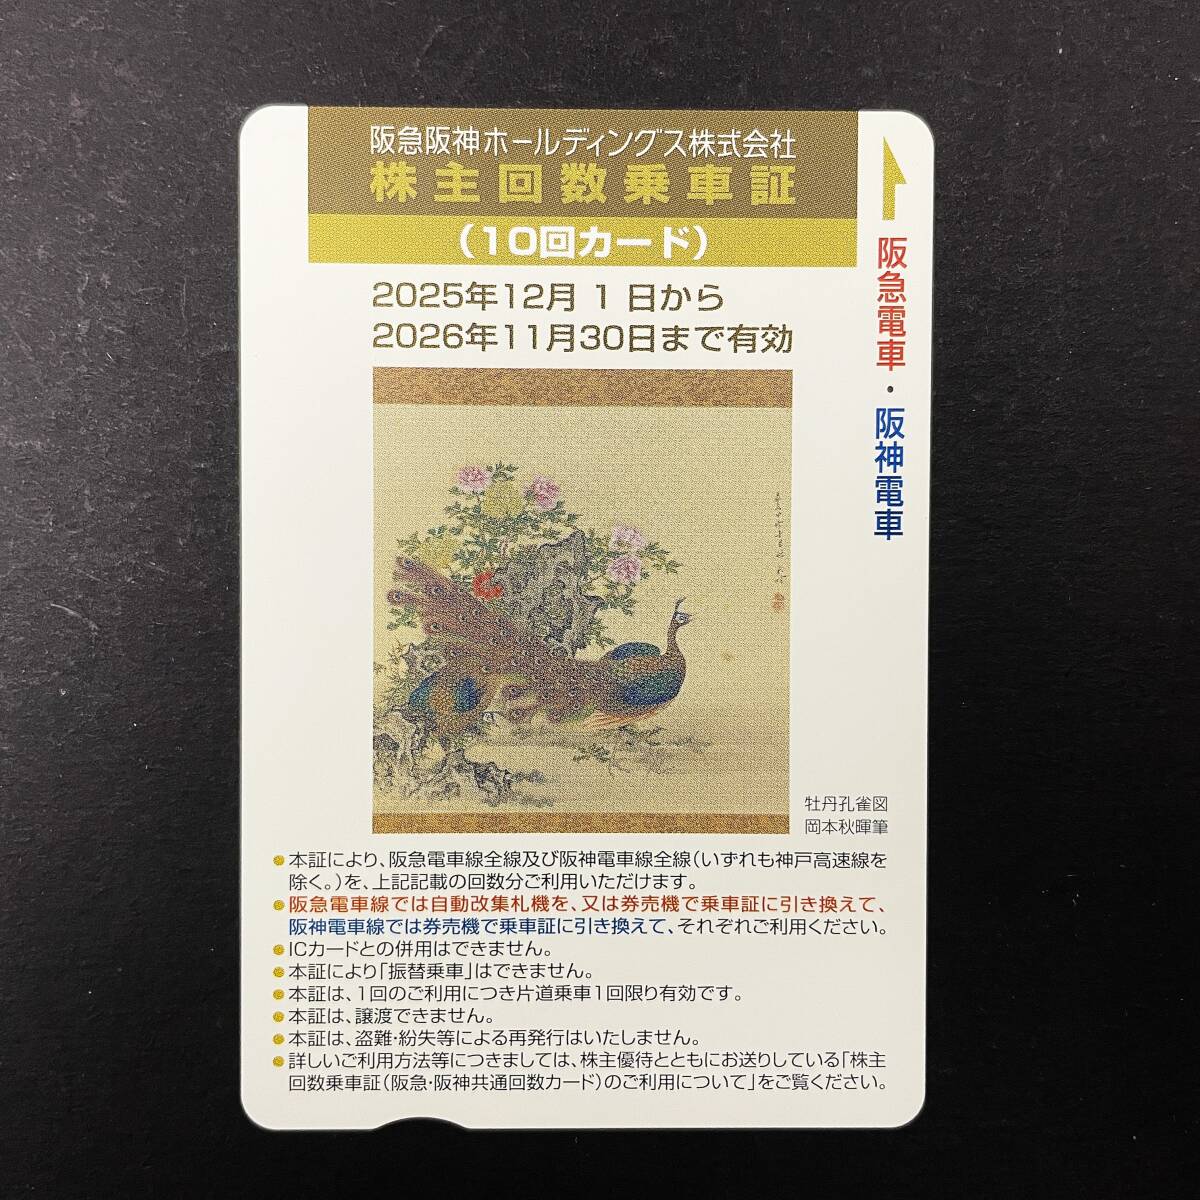 阪急阪神ホールディングス株式会社
株主回数乗車証
（10回カード）
2025年12月 1 日から
2026年11月30日まで有効
阪急電車・阪神電車
牡丹孔雀図
岡本秋暉筆
●本証により、阪急電車線全線及び阪神電車線全線（いずれも神戸高速線を
除く。）を、上記記載の回数分ご利用いただけます。
●阪急電車線では自動改集札機を、又は券売機で乗車証に引き換えて、
阪神電車線では券売機で乗車証に引き換えて、それぞれご利用ください。
●ICカードとの併用はできません。
●本証により「振替乗車」はできません。
●本証は、1回のご利用につき片道乗車1回限り有効です。
●本証は、譲渡できません。
●本証は、盗難・紛失等による再発行はいたしません。
●詳しいご利用方法等につきましては、株主優待とともにお送りしている「株主
回数乗車証（阪急・阪神共通回数カード）のご利用について」をご覧ください。